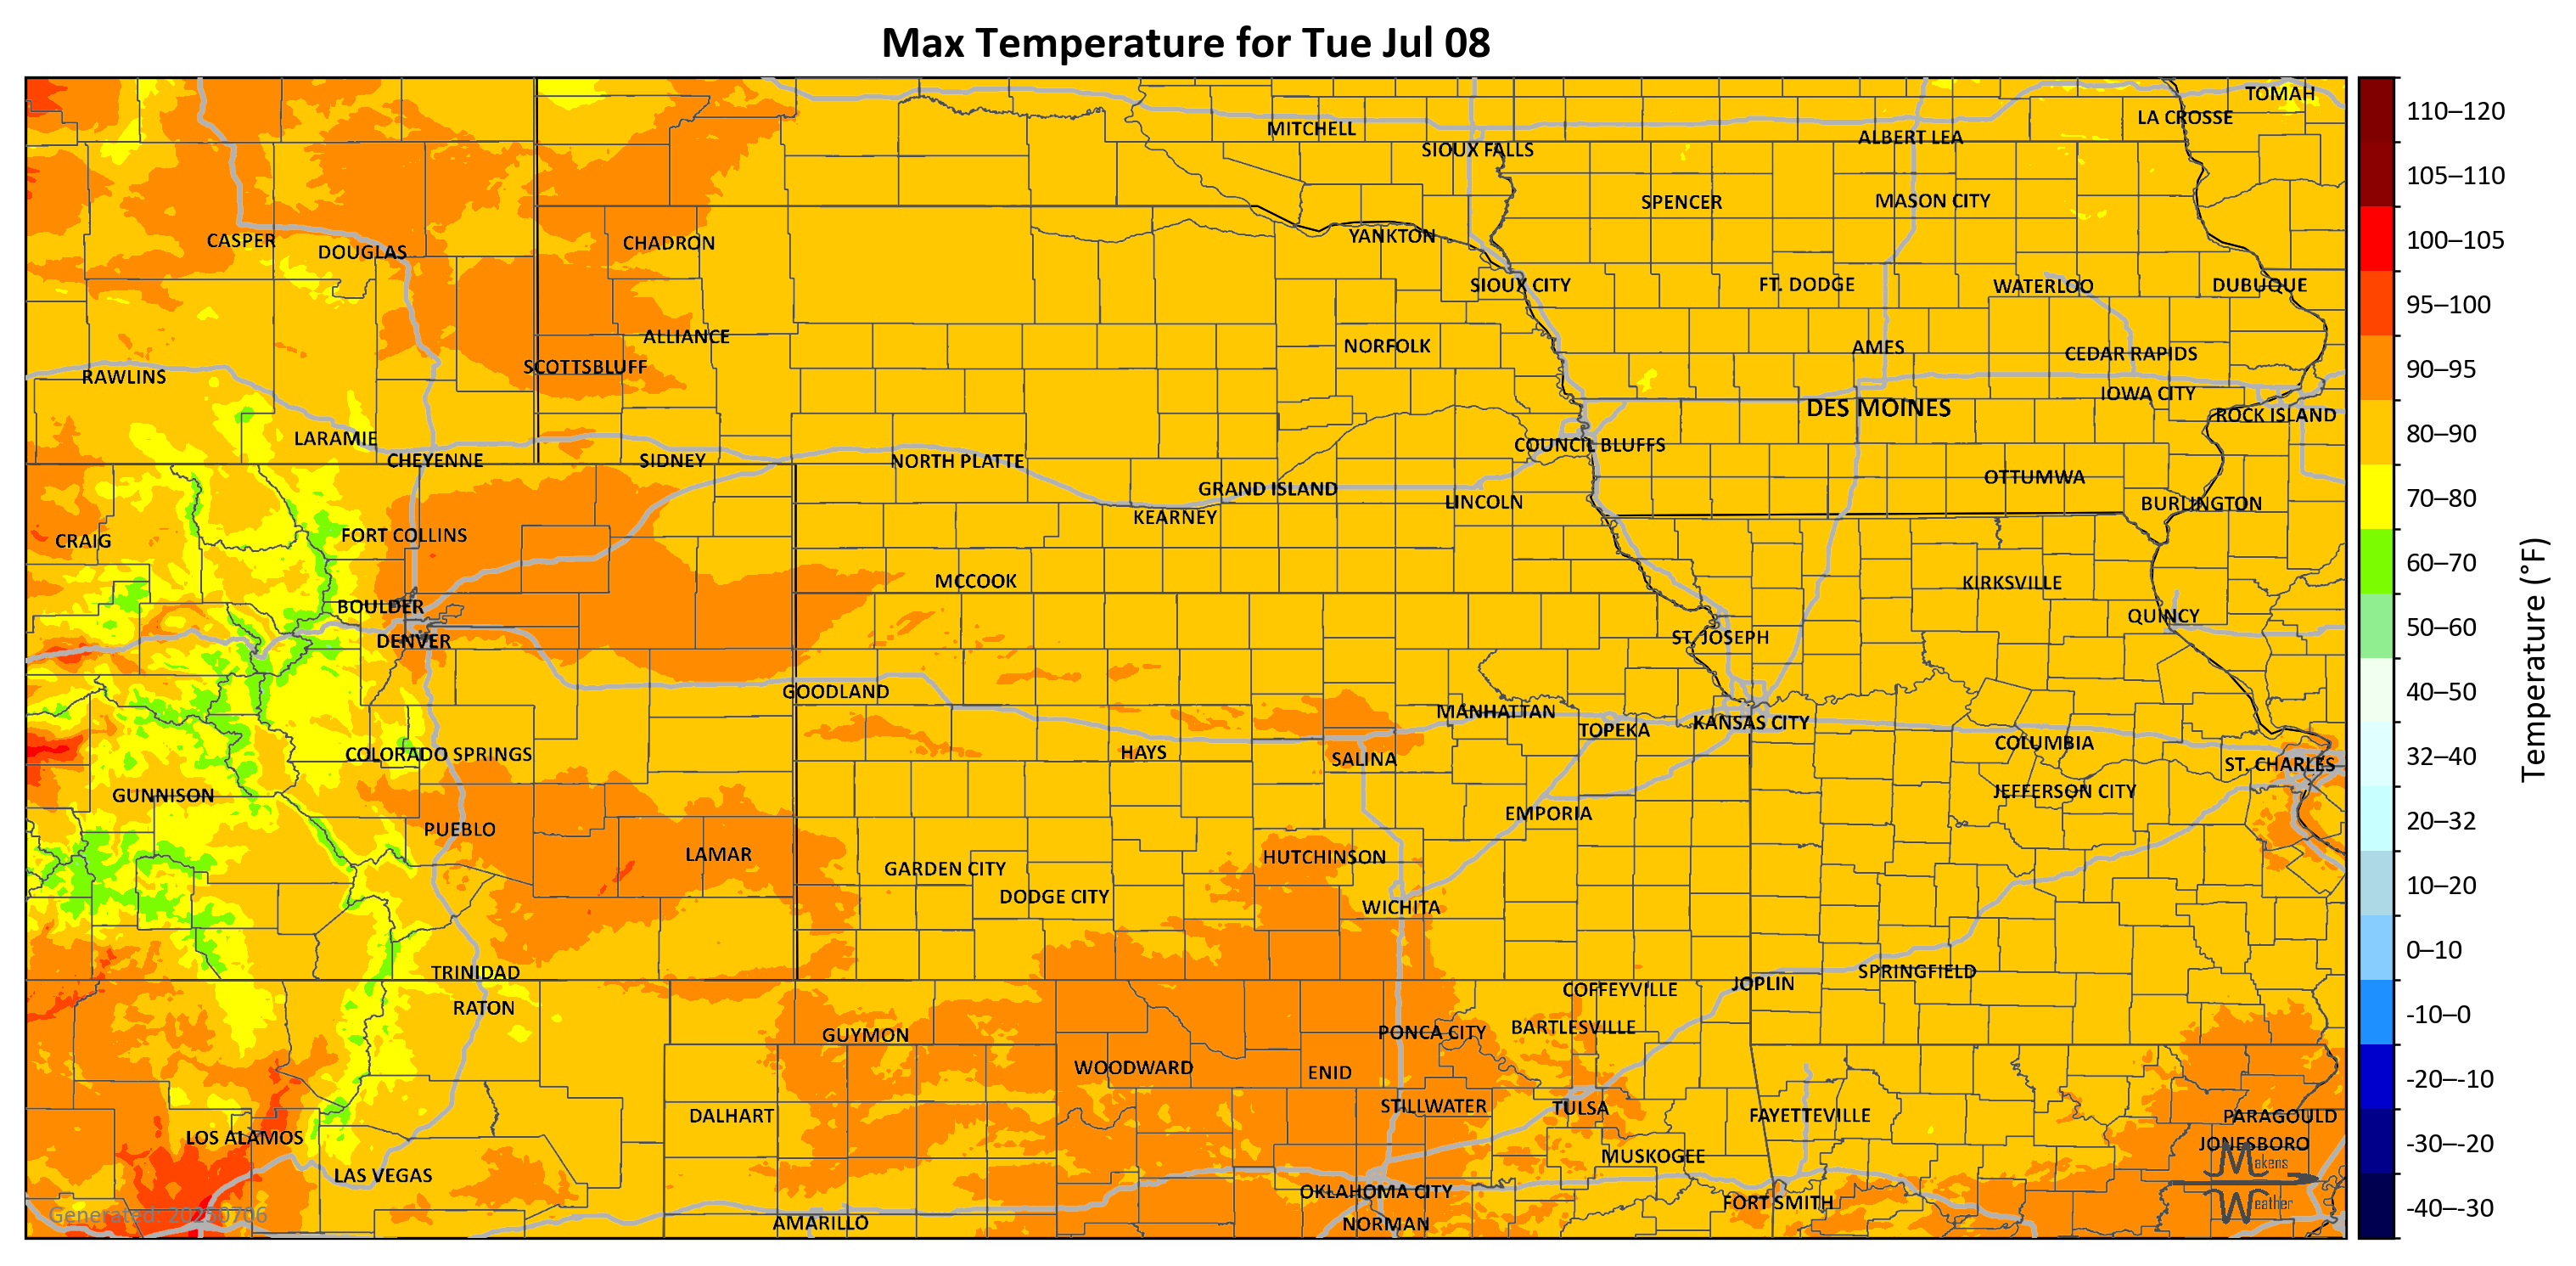 Max Temperature for Tue Jul 08
TOMAH
LA CROSSE
MITCHELL
ALBERT LEA
SIOUX FALLS
SPENCER
MASON CITY
CASPER
DOUGLAS
CHADRON
YANKTON
SIOUX CITY
FT. DODGE
WATERLOO
DUBUQUE
ALLIANCE
NORFOLK
AMES
CEDAR RAPIDS
SCOTTSBLUFF
RAWLINS
IOWA CITY
DES MOINES
ROCK ISLAND
LARAMIE
COUNCIL BLUFFS
CHEYENNE
SIDNEY
NORTH PLATTE
OTTUMWA
GRAND ISLAND
LINCOLN
BURLINGTON
KEARNEY
CRAIG
FORT COLLINS
MCCOOK
KIRKSVILLE
BOULDER
QUINCY
DENVER
ST. JOSEPH
GOODLAND
MANHATTAN
TOPEKA
KANSAS CITY
COLORADO SPRINGS
HAYS
SALINA
COLUMBIA
ST. CHARLES
GUNNISON
JEFFERSON CITY
EMPORIA
PUEBLO
LAMAR
HUTCHINSON
GARDEN CITY
DODGE CITY
WICHITA
TRINIDAD
SPRINGFIELD
JOPLIN
COFFEYVILLE
RATON
GUYMON
PONCA CITY
BARTLESVILLE
WOODWARD
ENID
STILLWATER
TULSA
DALHART
FAYETTEVILLE
PARAGOULD
LOS ALAMOS
JONESBORO
LAS VEGAS
MUSKOGEE
OKLAHOMA CITY
FORT SMITH
AMARILLO
NORMAN
Makens
Weather
Generated: 20250706
110–120
105–110
100–105
95–100
90–95
80–90
70–80
60–70
50–60
40–50
32–40
20–32
10–20
0–10
-10–0
-20–-10
-30–-20
-40–-30
Temperature (°F)